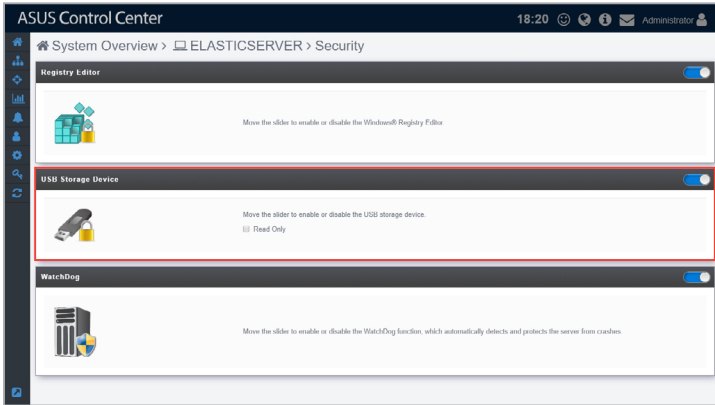 ASUS Control Center
18:20
Administrator
System Overview > ELASTICSERVER > Security
Registry Editor
Move the slider to enable or disable the Windows® Registry Editor.
USB Storage Device
Move the slider to enable or disable the USB storage device.
Read Only
WatchDog
Move the slider to enable or disable the WatchDog function, which automatically detects and protects the server from crashes.